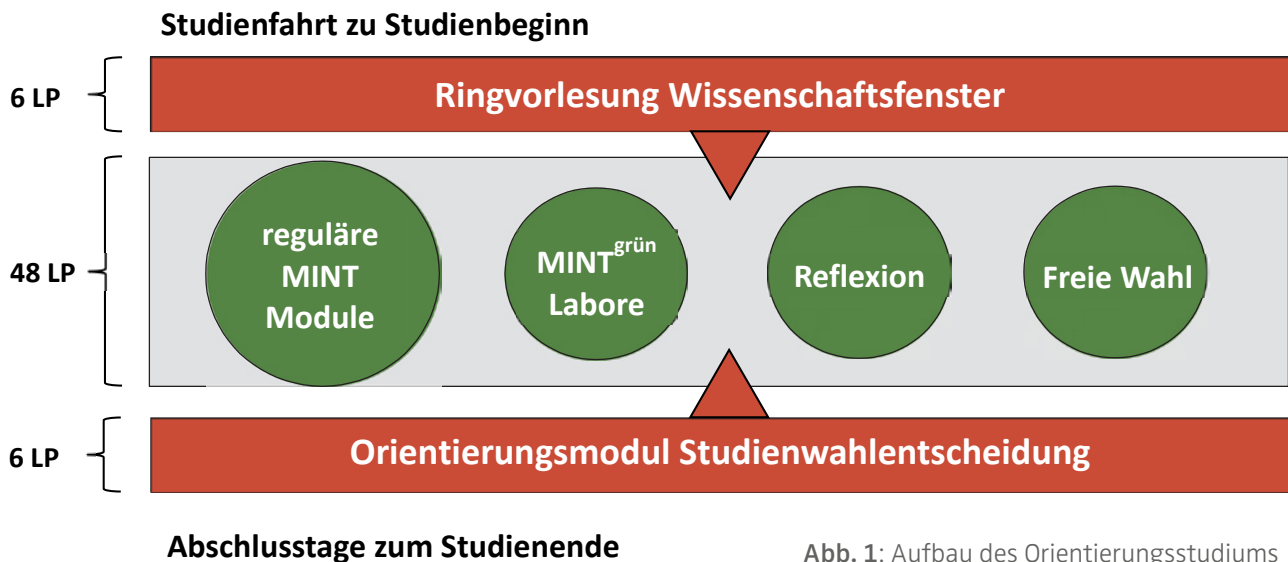 Studienfahrt zu Studienbeginn
6 LP
Ringvorlesung Wissenschaftsfenster
48 LP
reguläre
MINT
Module
MINTgrün
Labore
Reflexion
Freie Wahl
6 LP
Orientierungsmodul Studienwahlentscheidung
Abschlusstage zum Studienende
Abb. 1: Aufbau des Orientierungsstudiums